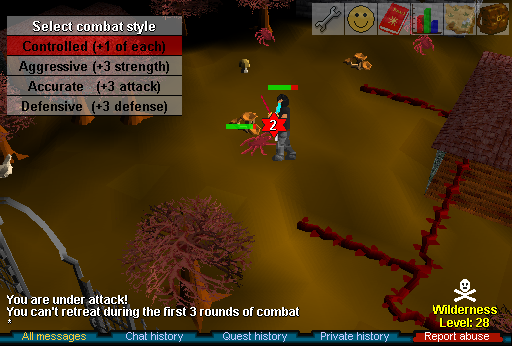 Select combat style
Controlled (+1 of each)
Aggressive (+3 strength)
Accurate (+3 attack)
Defensive (+3 defense)
2
You are under attack!
You can't retreat during the first 3 rounds of combat
*
Wilderness
Level: 28
All messages Chat history Quest history Private history Report abuse